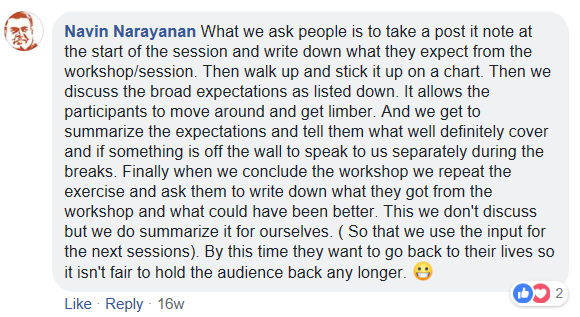 Navin Narayanan What we ask people is to take a post it note at
the start of the session and write down what they expect from the
workshop/session. Then walk up and stick it up on a chart. Then we
discuss the broad expectations as listed down. It allows the
participants to move around and get limber. And we get to
summarize the expectations and tell them what well definitely cover
and if something is off the wall to speak to us separately during the
breaks. Finally when we conclude the workshop we repeat the
exercise and ask them to write down what they got from the
workshop and what could have been better. This we don't discuss
but we do summarize it for ourselves. ( So that we use the input for
the next sessions). By this time they want to go back to their lives so
it isn't fair to hold the audience back any longer. 😀
2
Like · Reply · 16w